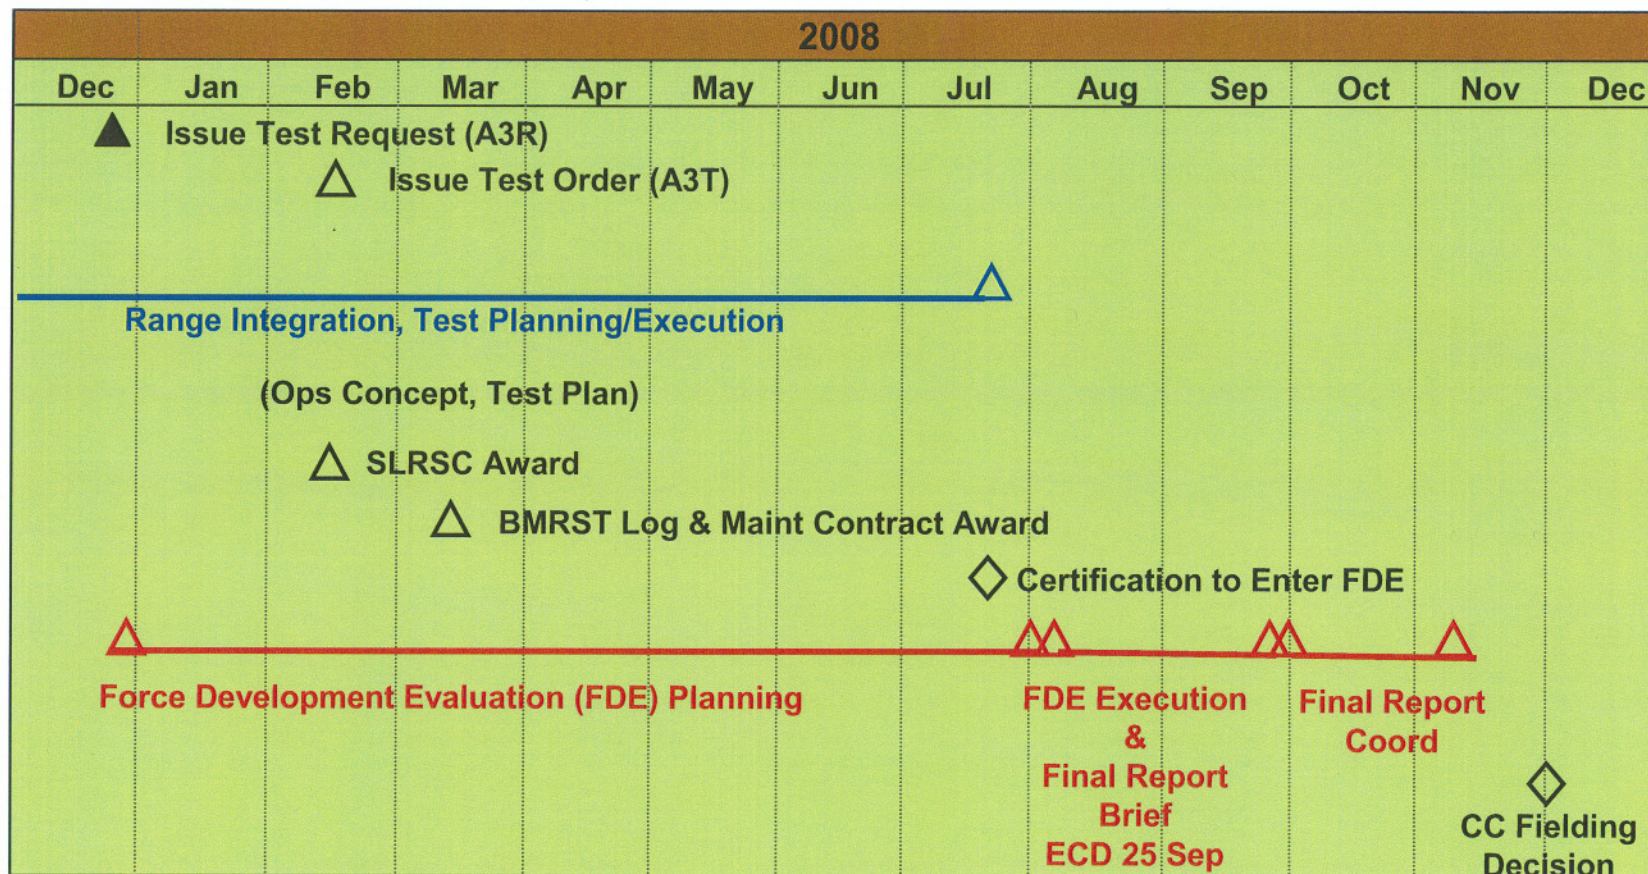 2008
Dec Jan Feb Mar Apr May Jun Jul Aug Sep Oct Nov Dec
Issue Test Request (A3R)
Issue Test Order (A3T)
Range Integration, Test Planning/Execution
(Ops Concept, Test Plan)
SLRSC Award
BMRST Log & Maint Contract Award
Certification to Enter FDE
Force Development Evaluation (FDE) Planning
FDE Execution
&
Final Report
Brief
ECD 25 Sep
Final Report
Coord
CC Fielding
Decision